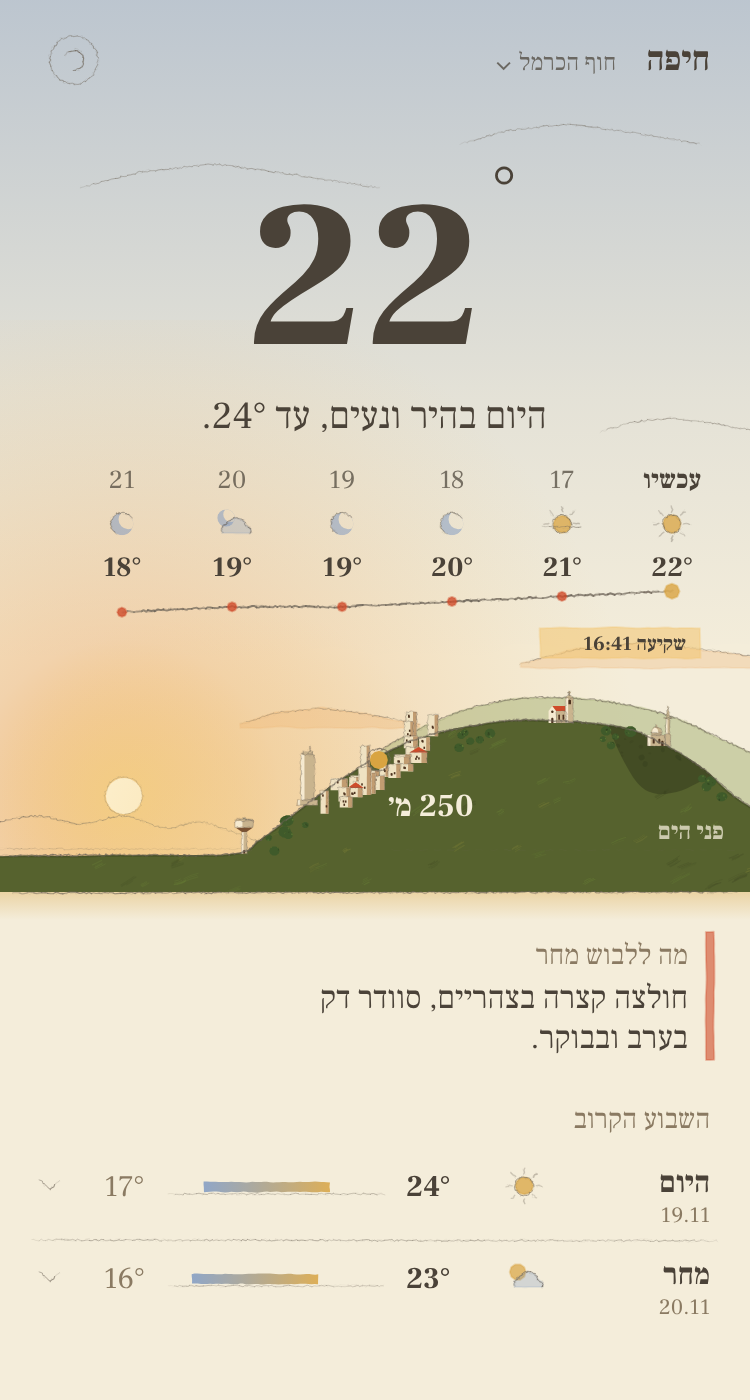 חיפה חוף הכרמל
22°
היום בהיר ונעים, עד 24°.
עכשיו 17 18 19 20 21
22° 21° 20° 19° 19° 18°
שקיעה 16:41
250 מ׳
פני הים
מה ללבוש מחר
חולצה קצרה בצהריים, סוודר דק
בערב ובבוקר.
השבוע הקרוב
היום 24° 17°
19.11
מחר 23° 16°
20.11